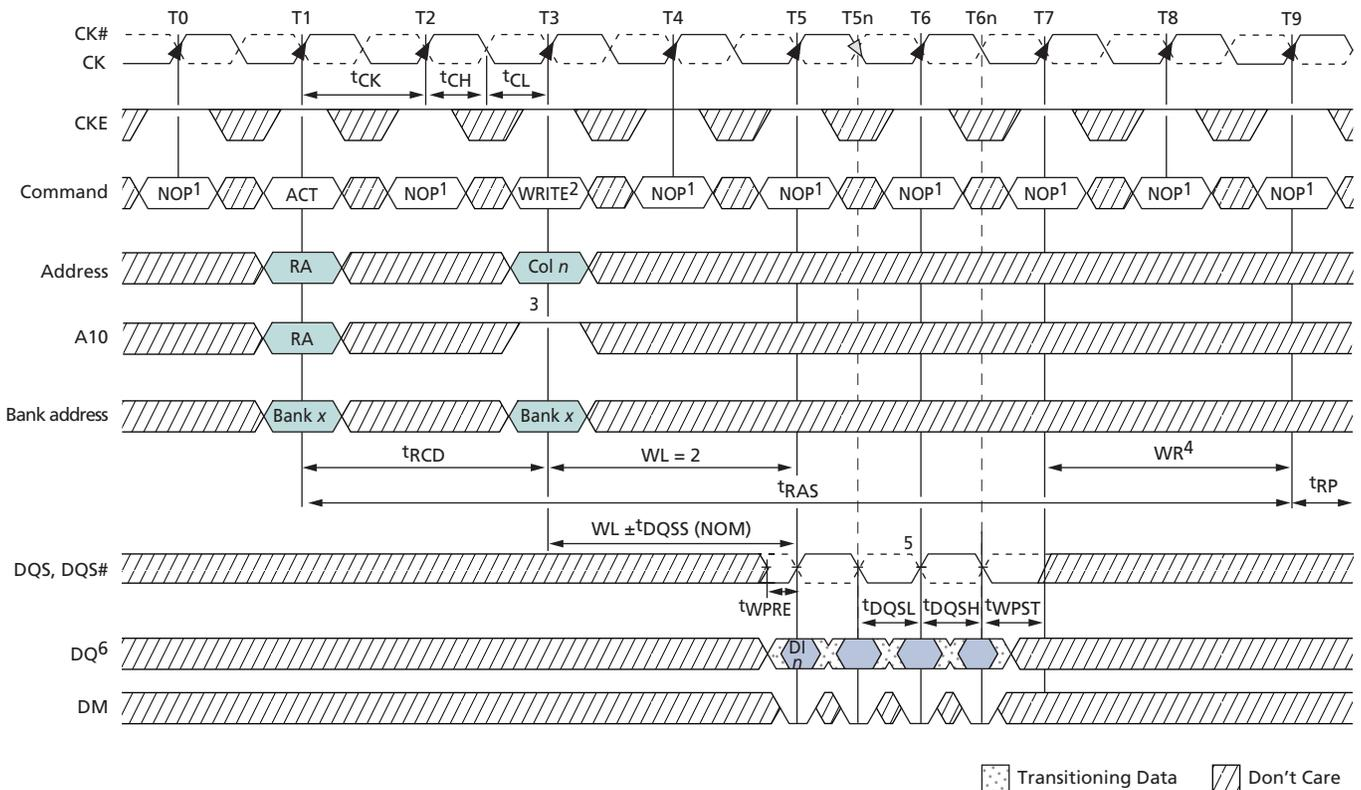 T0 T1 T2 T3 T4 T5 T5n T6 T6n T7 T8 T9
CK#
CK
tCK tCH tCL
CKE
Command NOP1 ACT NOP1 WRITE2 NOP1 NOP1 NOP1 NOP1 NOP1 NOP1
Address RA Col n
3
A10 RA
Bank address Bank x Bank x
tRCD WL = 2 WR4
tRAS tRP
WL ±tDQSS (NOM) 5
DQS, DQS#
tWPRE tDQSL tDQSH tWPST
DQ6 DI
n
DM
Transitioning Data Don't Care